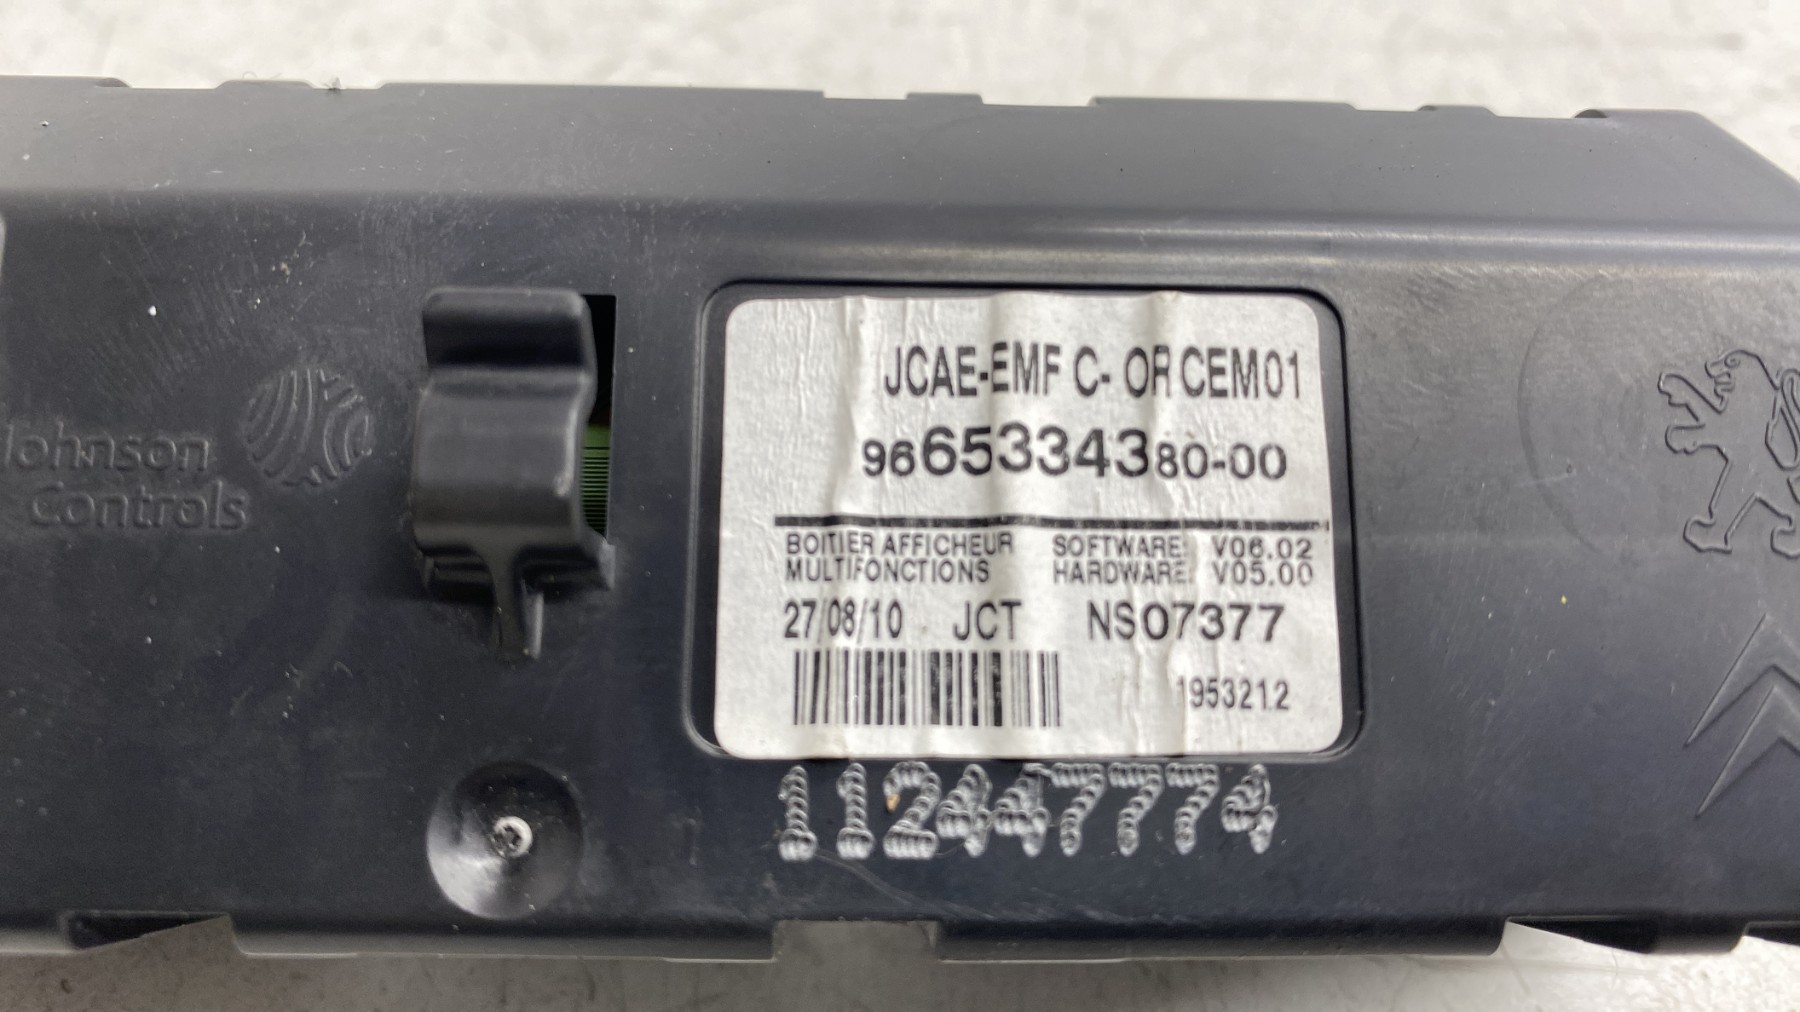 Johnson
Controls
JCAE-EMF C- OR CEM01
9665334380-00
BOITIER AFFICHEUR
MULTIFONCTIONS
SOFTWARE: V06.02
HARDWARE: V05.00
27/08/10 JCT NS07377
1953212
112447774